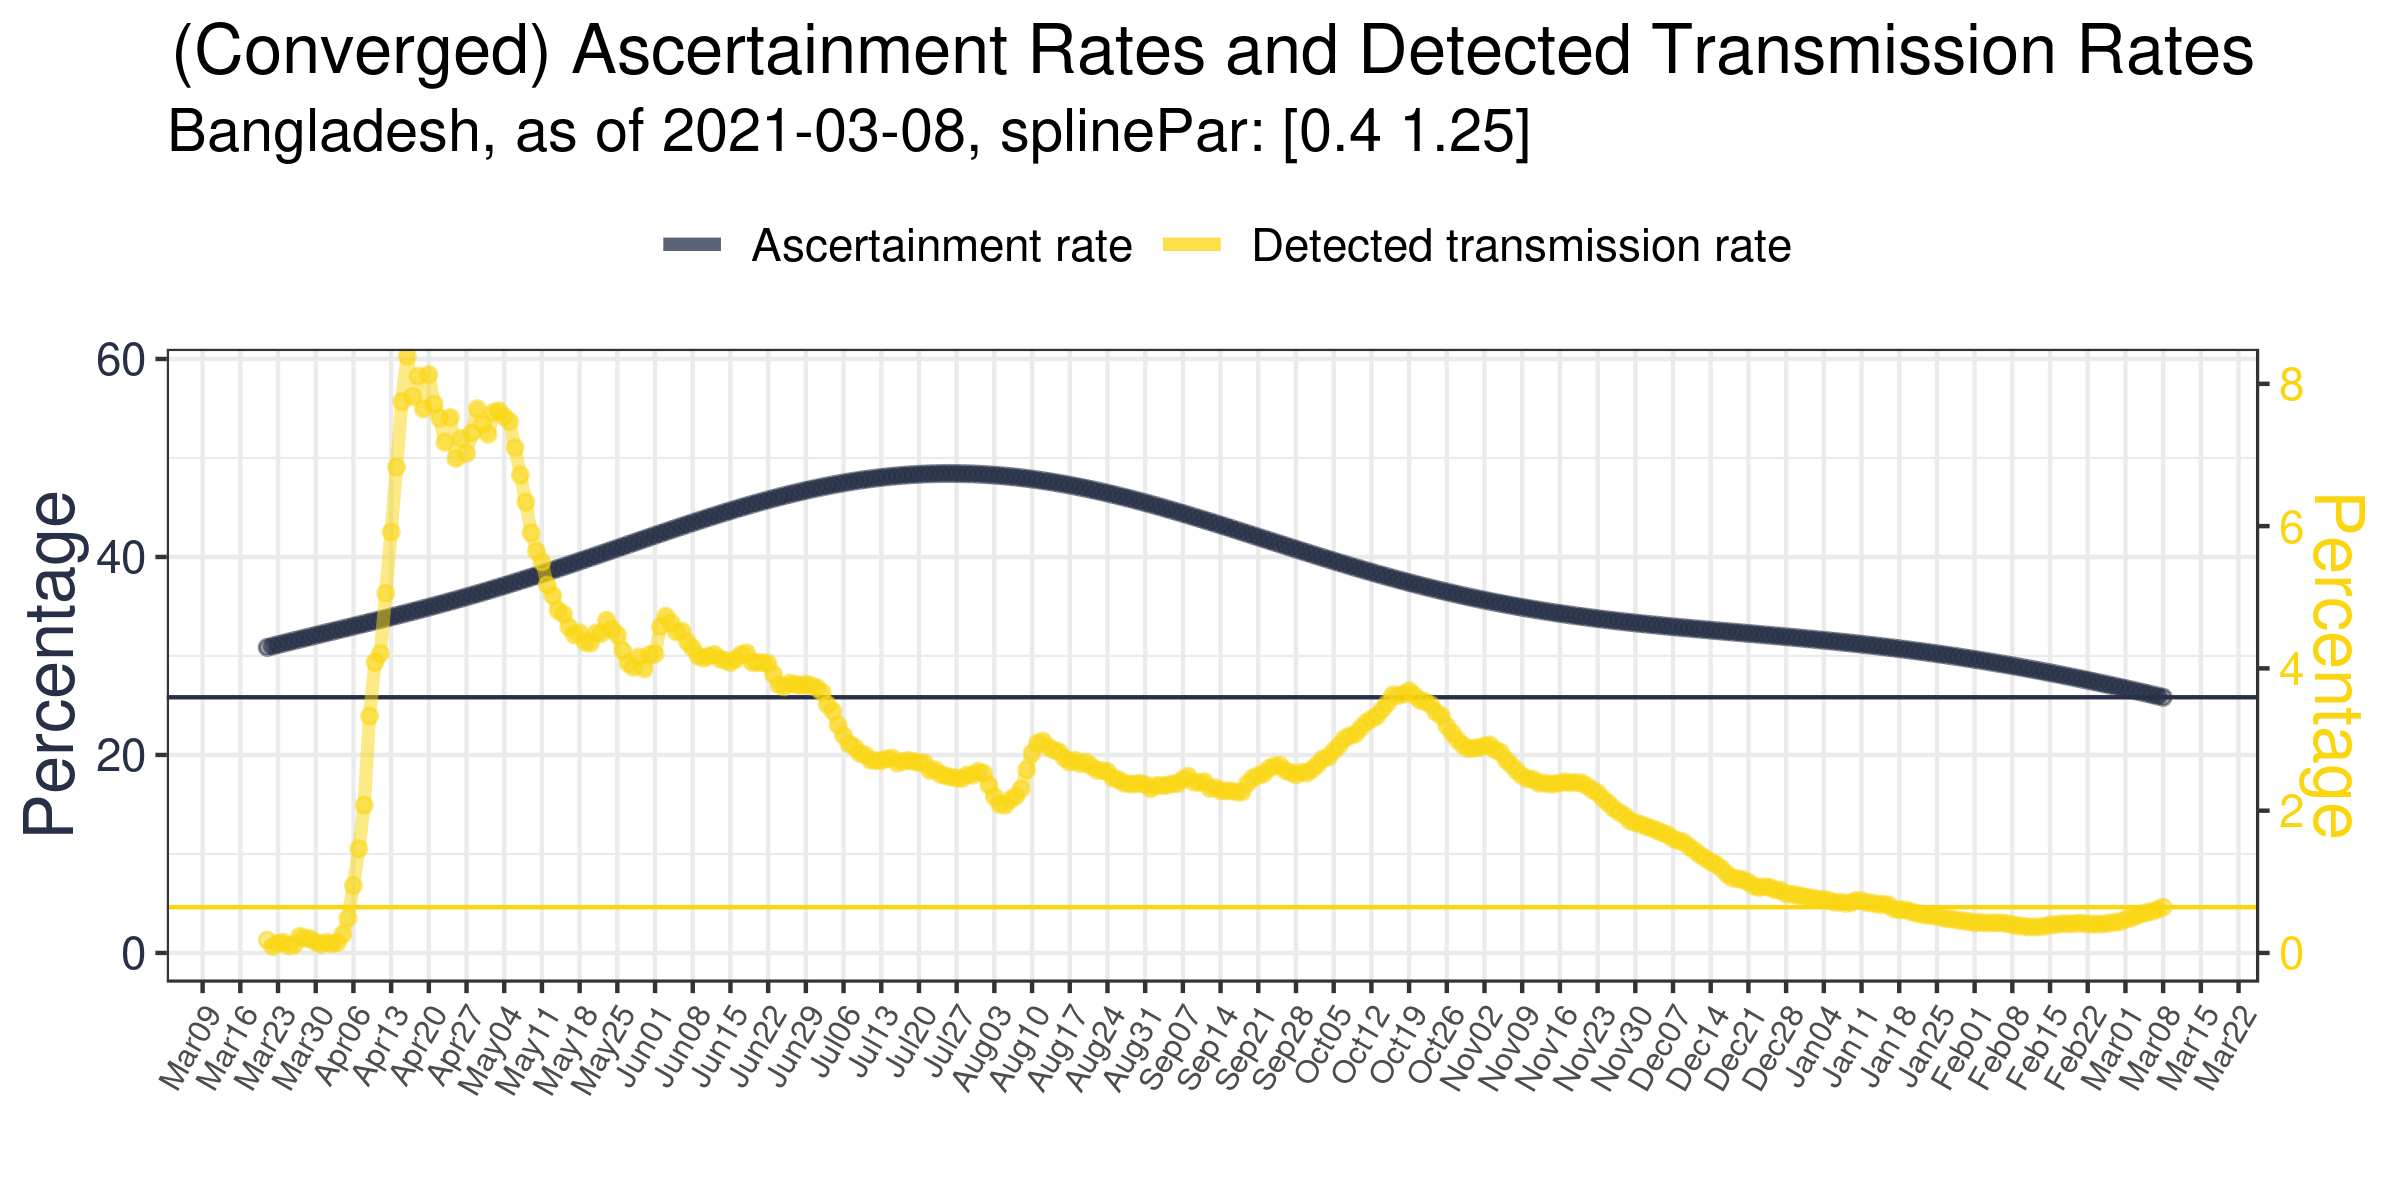 (Converged) Ascertainment Rates and Detected Transmission Rates
Bangladesh, as of 2021-03-08, splinePar: [0.4 1.25]
Ascertainment rate Detected transmission rate
Percentage
60
40
20
0
8
6
4
2
0
Percentage
Mar09 Mar16 Mar23 Mar30 Apr06 Apr13 Apr20 Apr27 May04 May11 May18 May25 Jun01 Jun08 Jun15 Jun22 Jun29 Jul06 Jul13 Jul20 Jul27 Aug03 Aug10 Aug17 Aug24 Aug31 Sep07 Sep14 Sep21 Sep28 Oct05 Oct12 Oct19 Oct26 Nov02 Nov09 Nov16 Nov23 Nov30 Dec07 Dec14 Dec21 Dec28 Jan04 Jan11 Jan18 Jan25 Feb01 Feb08 Feb15 Feb22 Mar01 Mar08 Mar15 Mar22